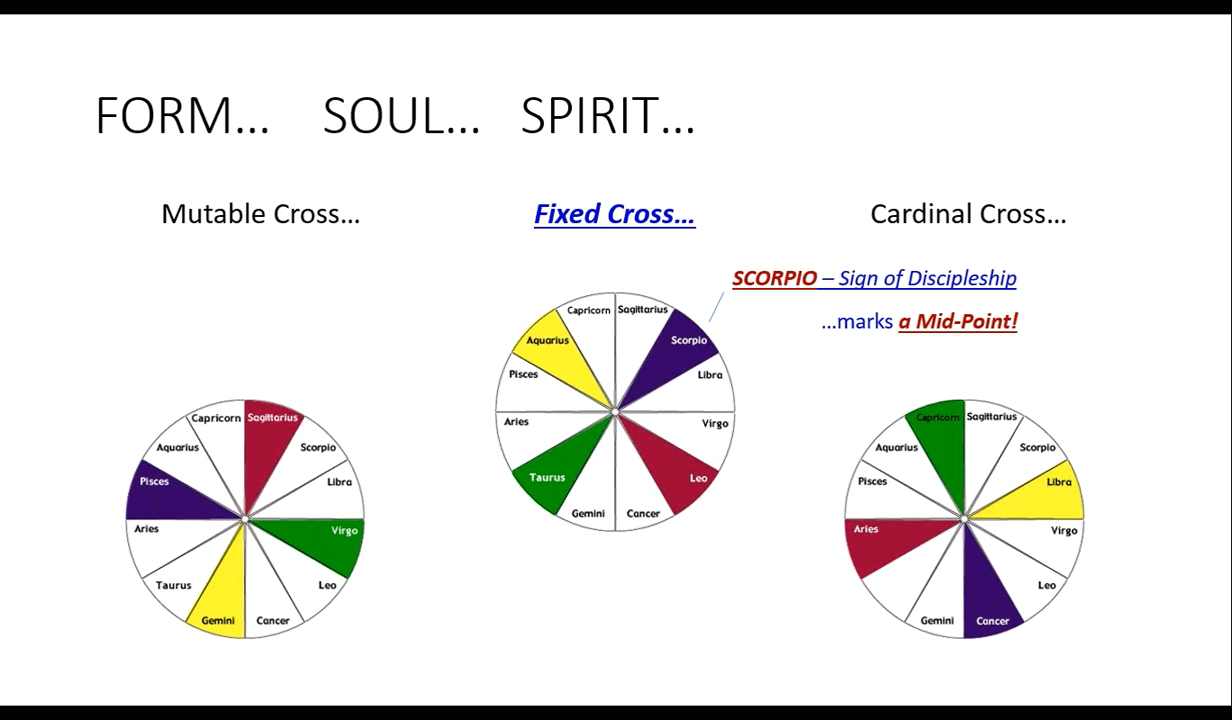 FORM... SOUL... SPIRIT...
Mutable Cross...
Fixed Cross...
Cardinal Cross...
SCORPIO – Sign of Discipleship
...marks a Mid-Point!
Capricorn
Sagittarius
Aquarius
Scorpio
Pisces
Libra
Aries
Virgo
Taurus
Leo
Gemini
Cancer
Capricorn
Sagittarius
Aquarius
Scorpio
Pisces
Libra
Aries
Virgo
Taurus
Leo
Gemini
Cancer
Capricorn
Sagittarius
Aquarius
Scorpio
Pisces
Libra
Aries
Virgo
Leo
Gemini
Cancer